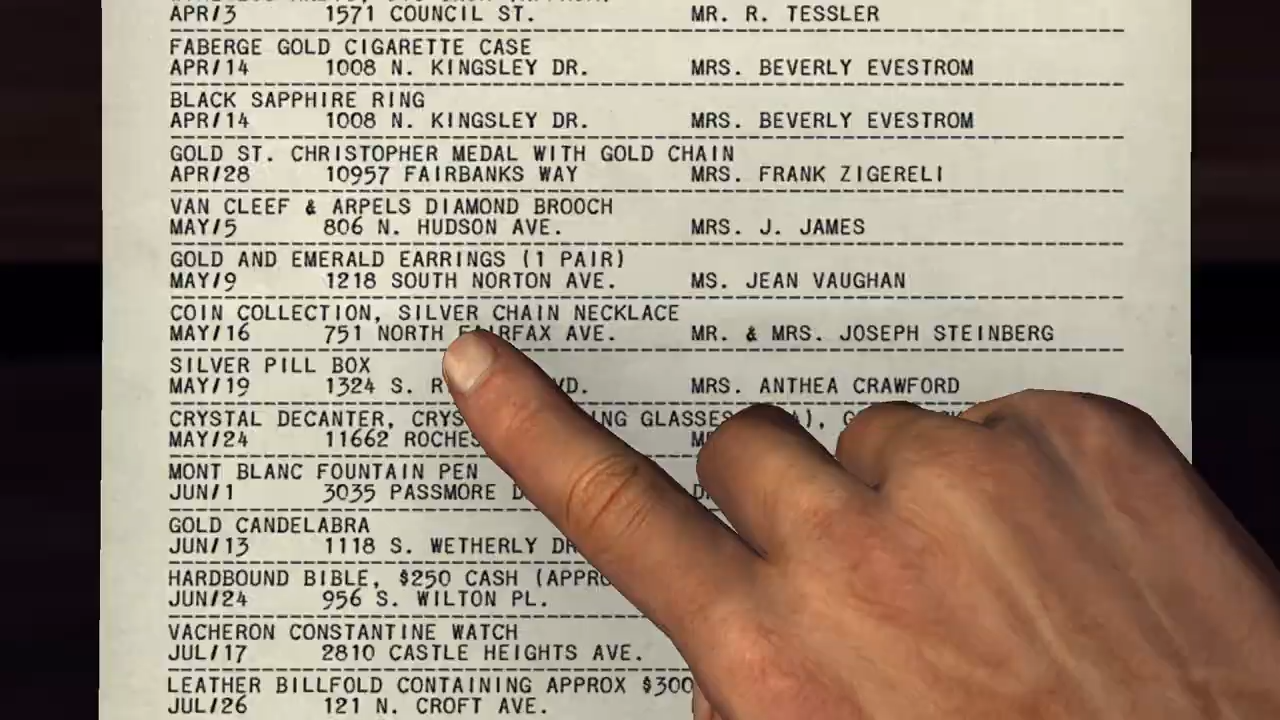 APR/3 1571 COUNCIL ST. MR. R. TESSLER
FABERGE GOLD CIGARETTE CASE
APR/14 1008 N. KINGSLEY DR. MRS. BEVERLY EVESTROM
BLACK SAPPHIRE RING
APR/14 1008 N. KINGSLEY DR. MRS. BEVERLY EVESTROM
GOLD ST. CHRISTOPHER MEDAL WITH GOLD CHAIN
APR/28 10957 FAIRBANKS WAY MRS. FRANK ZIGERELI
VAN CLEEF & ARPELS DIAMOND BROOCH
MAY/5 806 N. HUDSON AVE. MRS. J. JAMES
GOLD AND EMERALD EARRINGS (1 PAIR)
MAY/9 1218 SOUTH NORTON AVE. MS. JEAN VAUGHAN
COIN COLLECTION, SILVER CHAIN NECKLACE
MAY/16 751 NORTH FAIRFAX AVE. MR. & MRS. JOSEPH STEINBERG
SILVER PILL BOX
MAY/19 1324 S. MRS. ANTHEA CRAWFORD
CRYSTAL DECANTER, GLASSES
MAY/24 11662
MONT BLANC FOUNTAIN PEN
JUN/1 3035 PASSMORE
GOLD CANDELABRA
JUN/13 1118 S. WETHERLY DR
HARDBOUND BIBLE, $250 CASH
JUN/24 956 S. WILTON PL.
VACHERON CONSTANTINE WATCH
JUL/17 2810 CASTLE HEIGHTS AVE.
LEATHER BILLFOLD CONTAINING APPROX $300
JUL/26 121 N. CROFT AVE.